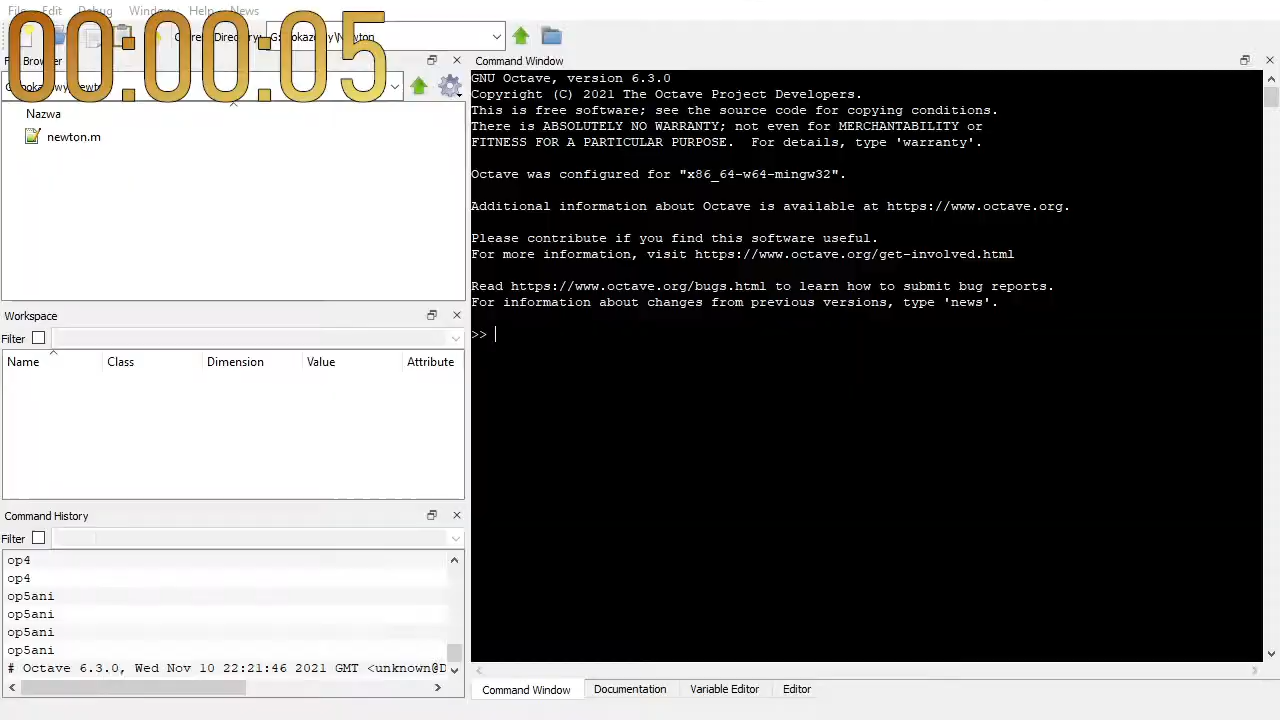 File Edit Debug Window Help News
00:00:05
Newton
Command Window
Nazwa
newton.m
GNU Octave, version 6.3.0
Copyright (C) 2021 The Octave Project Developers.
This is free software; see the source code for copying conditions.
There is ABSOLUTELY NO WARRANTY; not even for MERCHANTABILITY or
FITNESS FOR A PARTICULAR PURPOSE.  For details, type 'warranty'.
Octave was configured for "x86_64-w64-mingw32".
Additional information about Octave is available at https://www.octave.org.
Please contribute if you find this software useful.
For more information, visit https://www.octave.org/get-involved.html
Read https://www.octave.org/bugs.html to learn how to submit bug reports.
For information about changes from previous versions, type 'news'.
>>
Workspace
Filter
Name Class Dimension Value Attribute
Command History
Filter
op4
op4
op5ani
op5ani
op5ani
op5ani
# Octave 6.3.0, Wed Nov 10 22:21:46 2021 GMT <unknown@D
Command Window Documentation Variable Editor Editor